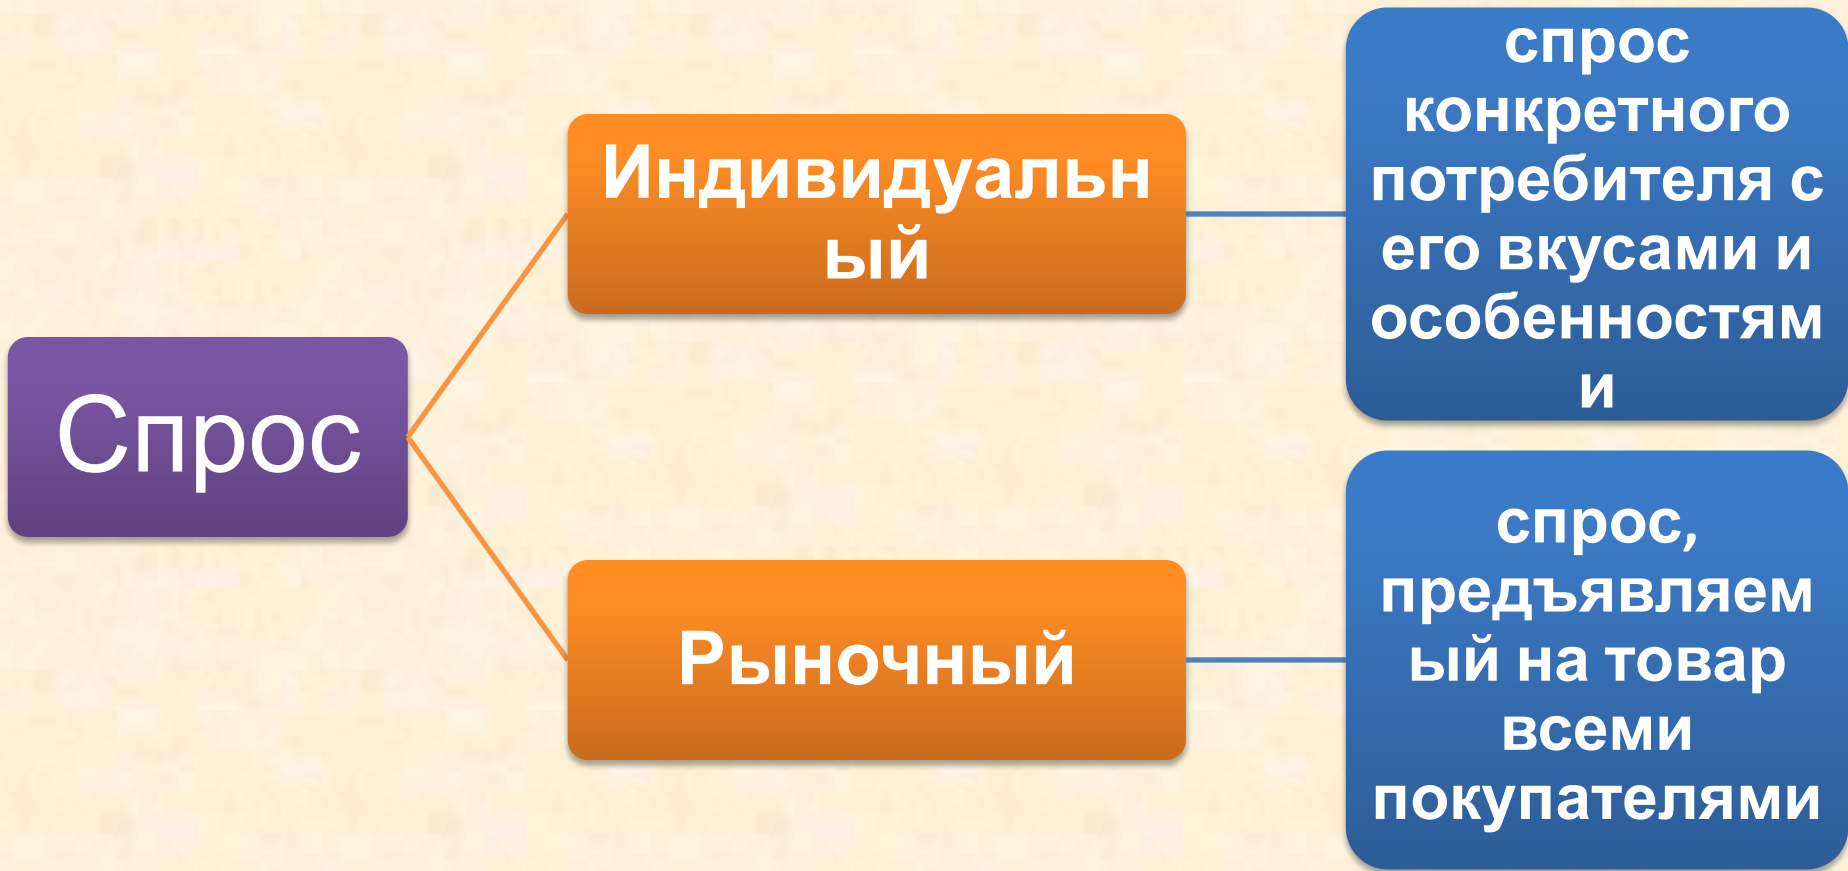 Спрос
Индивидуальн
ый
спрос
конкретного
потребителя с
его вкусами и
особенностям
и
Рыночный
спрос,
предъявляем
ый на товар
всеми
покупателями